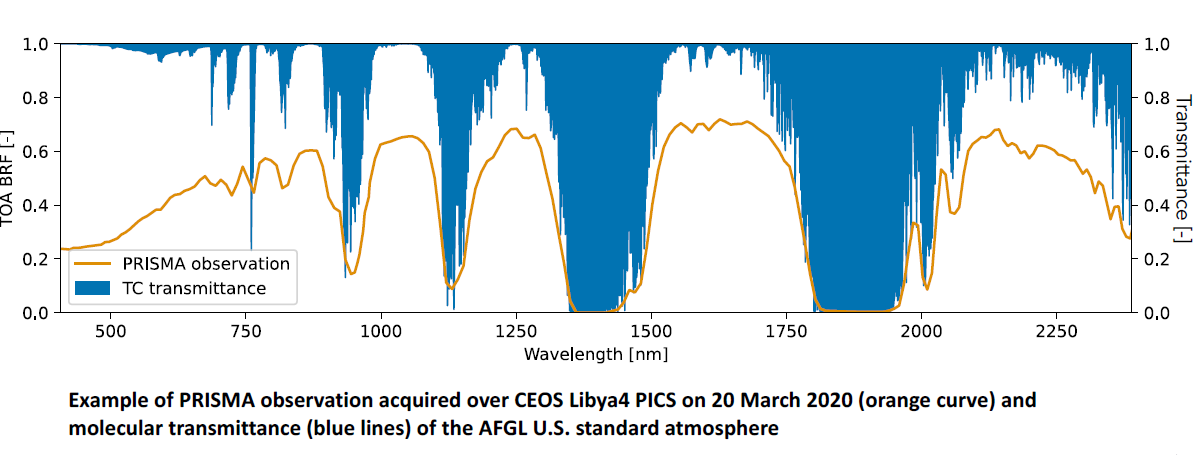 1.0
0.8
0.6
0.4
0.2
0.0
TOA BRF [-]
1.0
0.8
0.6
0.4
0.2
0.0
Transmittance [-]
PRISMA observation
TC transmittance
500 750 1000 1250 1500 1750 2000 2250
Wavelength [nm]
Example of PRISMA observation acquired over CEOS Libya4 PICS on 20 March 2020 (orange curve) and
molecular transmittance (blue lines) of the AFGL U.S. standard atmosphere